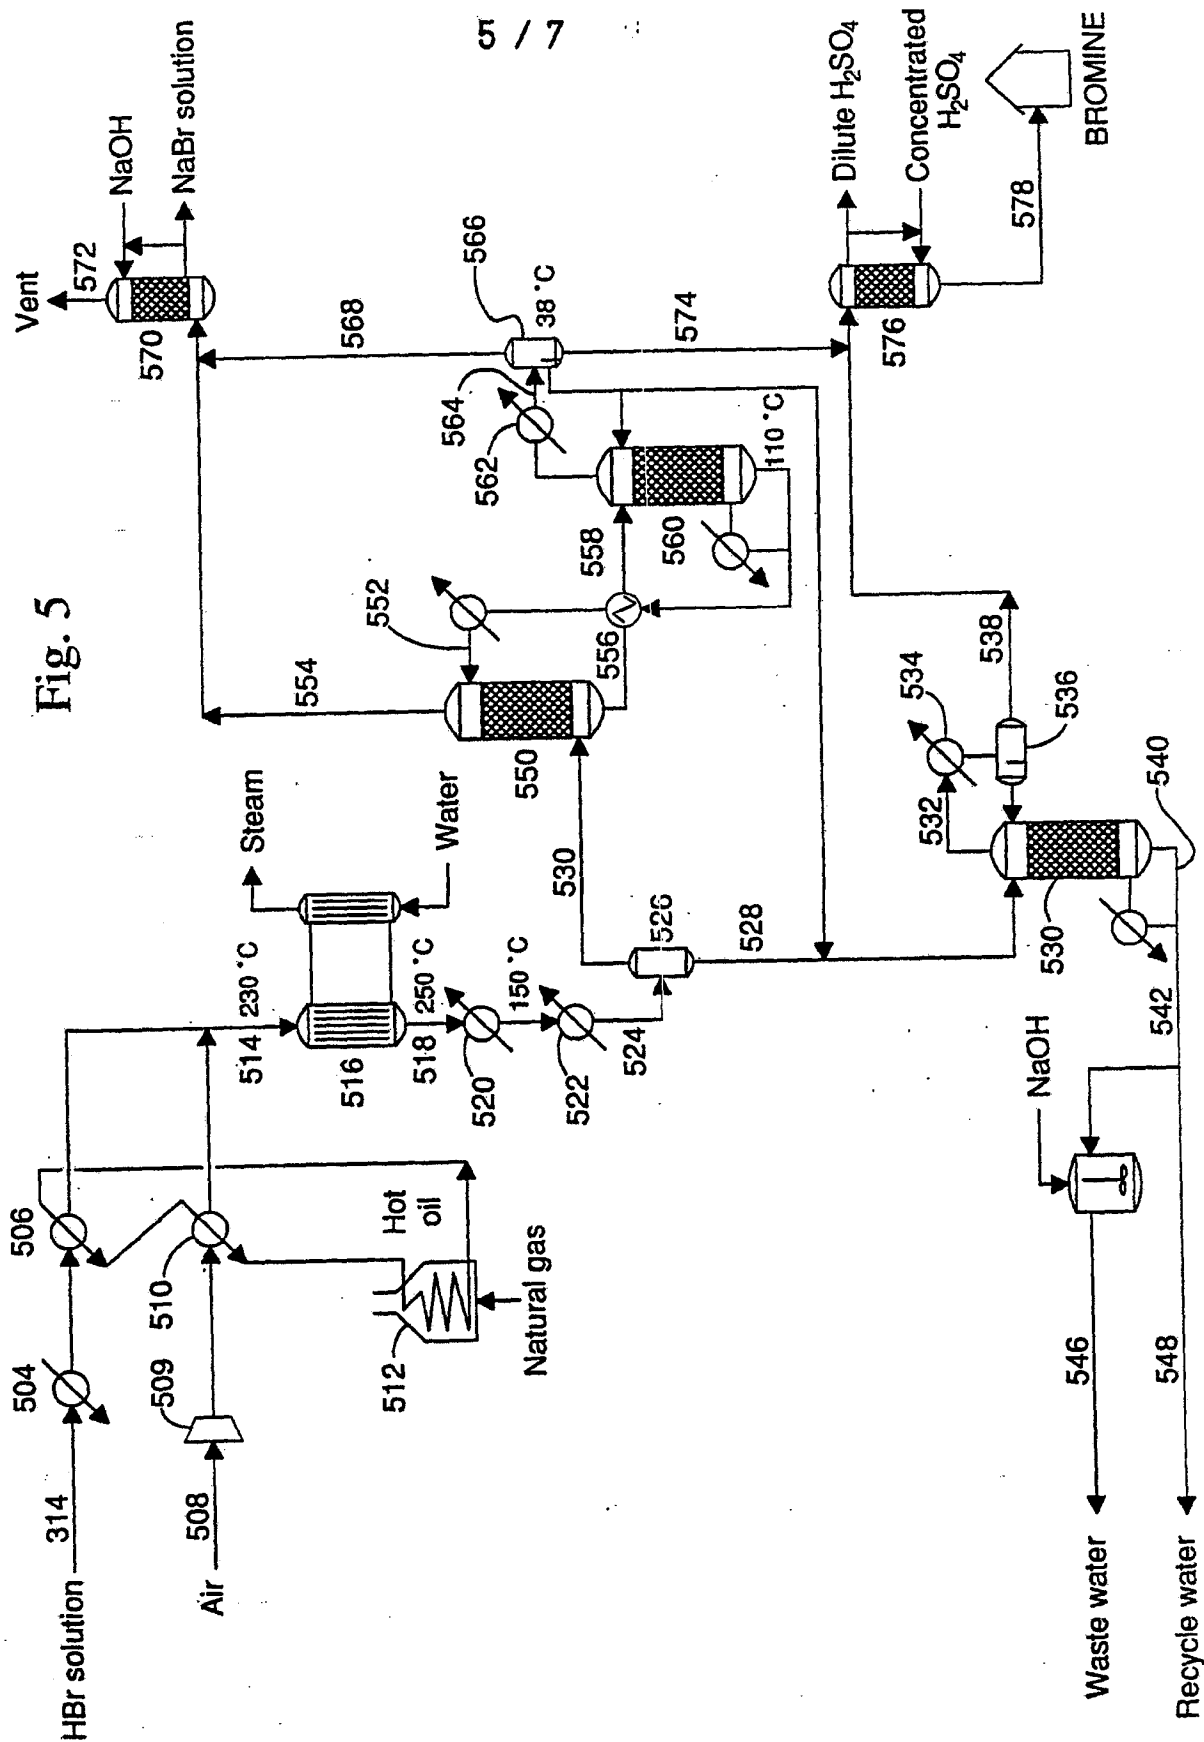 5 / 7
Fig. 5
HBr solution
314
504
506
Air
508
509
510
512
Hot
oil
Natural gas
514
230 °C
516
Steam
Water
518
250 °C
520
150 °C
522
524
526
528
530
550
552
554
556
558
560
110 °C
562
564
566
38 °C
568
570
572
Vent
NaOH
NaBr solution
574
576
Dilute H₂SO₄
Concentrated
H₂SO₄
578
BROMINE
530
532
534
536
538
540
542
NaOH
546
Waste water
548
Recycle water